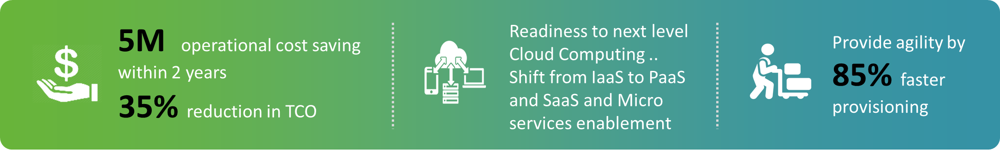 5M operational cost saving
within 2 years
35% reduction in TCO
Readiness to next level
Cloud Computing ..
Shift from IaaS to PaaS
and SaaS and Micro
services enablement
Provide agility by
85% faster
provisioning